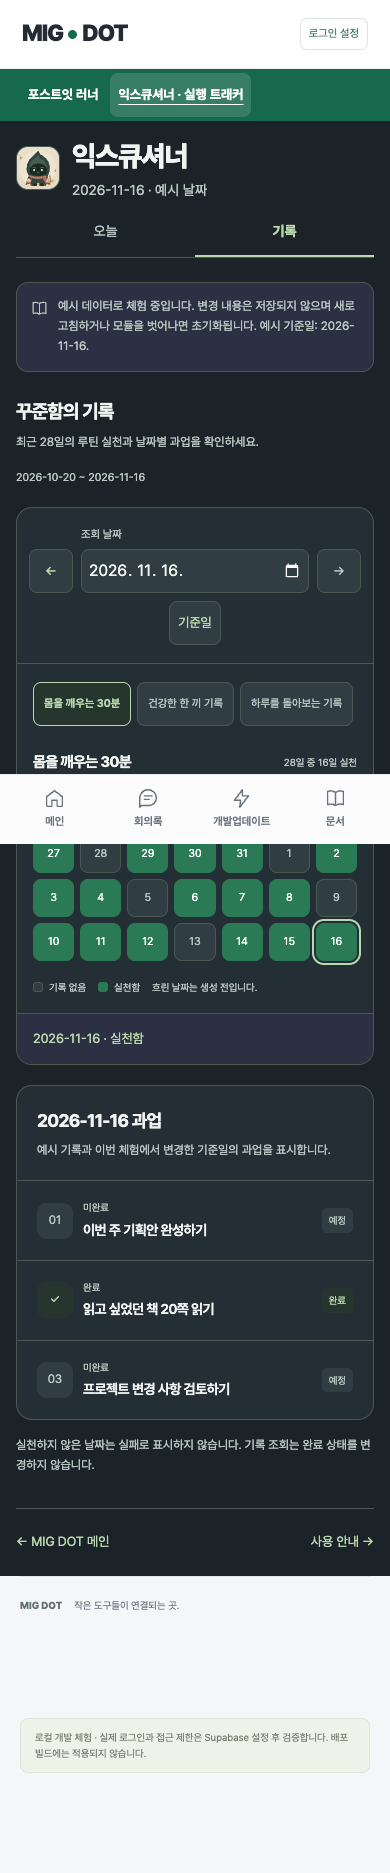 MIG DOT
로그인 설정
포스트잇 러너
익스큐셔너 · 실행 트래커
익스큐셔너
2026-11-16 · 예시 날짜
오늘
기록
예시 데이터로 체험 중입니다. 변경 내용은 저장되지 않으며 새로
고침하거나 모듈을 벗어나면 초기화됩니다. 예시 기준일: 2026-
11-16.
꾸준함의 기록
최근 28일의 루틴 실천과 날짜별 과업을 확인하세요.
2026-10-20 ~ 2026-11-16
조회 날짜
←
2026. 11. 16.
→
기준일
몸을 깨우는 30분
건강한 한 끼 기록
하루를 돌아보는 기록
몸을 깨우는 30분
28일 중 16일 실천
메인
회의록
개발업데이트
문서
27 28 29 30 31 1 2
3 4 5 6 7 8 9
10 11 12 13 14 15 16
기록 없음
실천함
흐린 날짜는 생성 전입니다.
2026-11-16 · 실천함
2026-11-16 과업
예시 기록과 이번 체험에서 변경한 기준일의 과업을 표시합니다.
01
미완료
이번 주 기획안 완성하기
예정
✓
완료
읽고 싶었던 책 20쪽 읽기
완료
03
미완료
프로젝트 변경 사항 검토하기
예정
실천하지 않은 날짜는 실패로 표시하지 않습니다. 기록 조회는 완료 상태를 변
경하지 않습니다.
← MIG DOT 메인
사용 안내 →
MIG DOT
작은 도구들이 연결되는 곳.
로컬 개발 체험 · 실제 로그인과 접근 제한은 Supabase 설정 후 검증합니다. 배포
빌드에는 적용되지 않습니다.